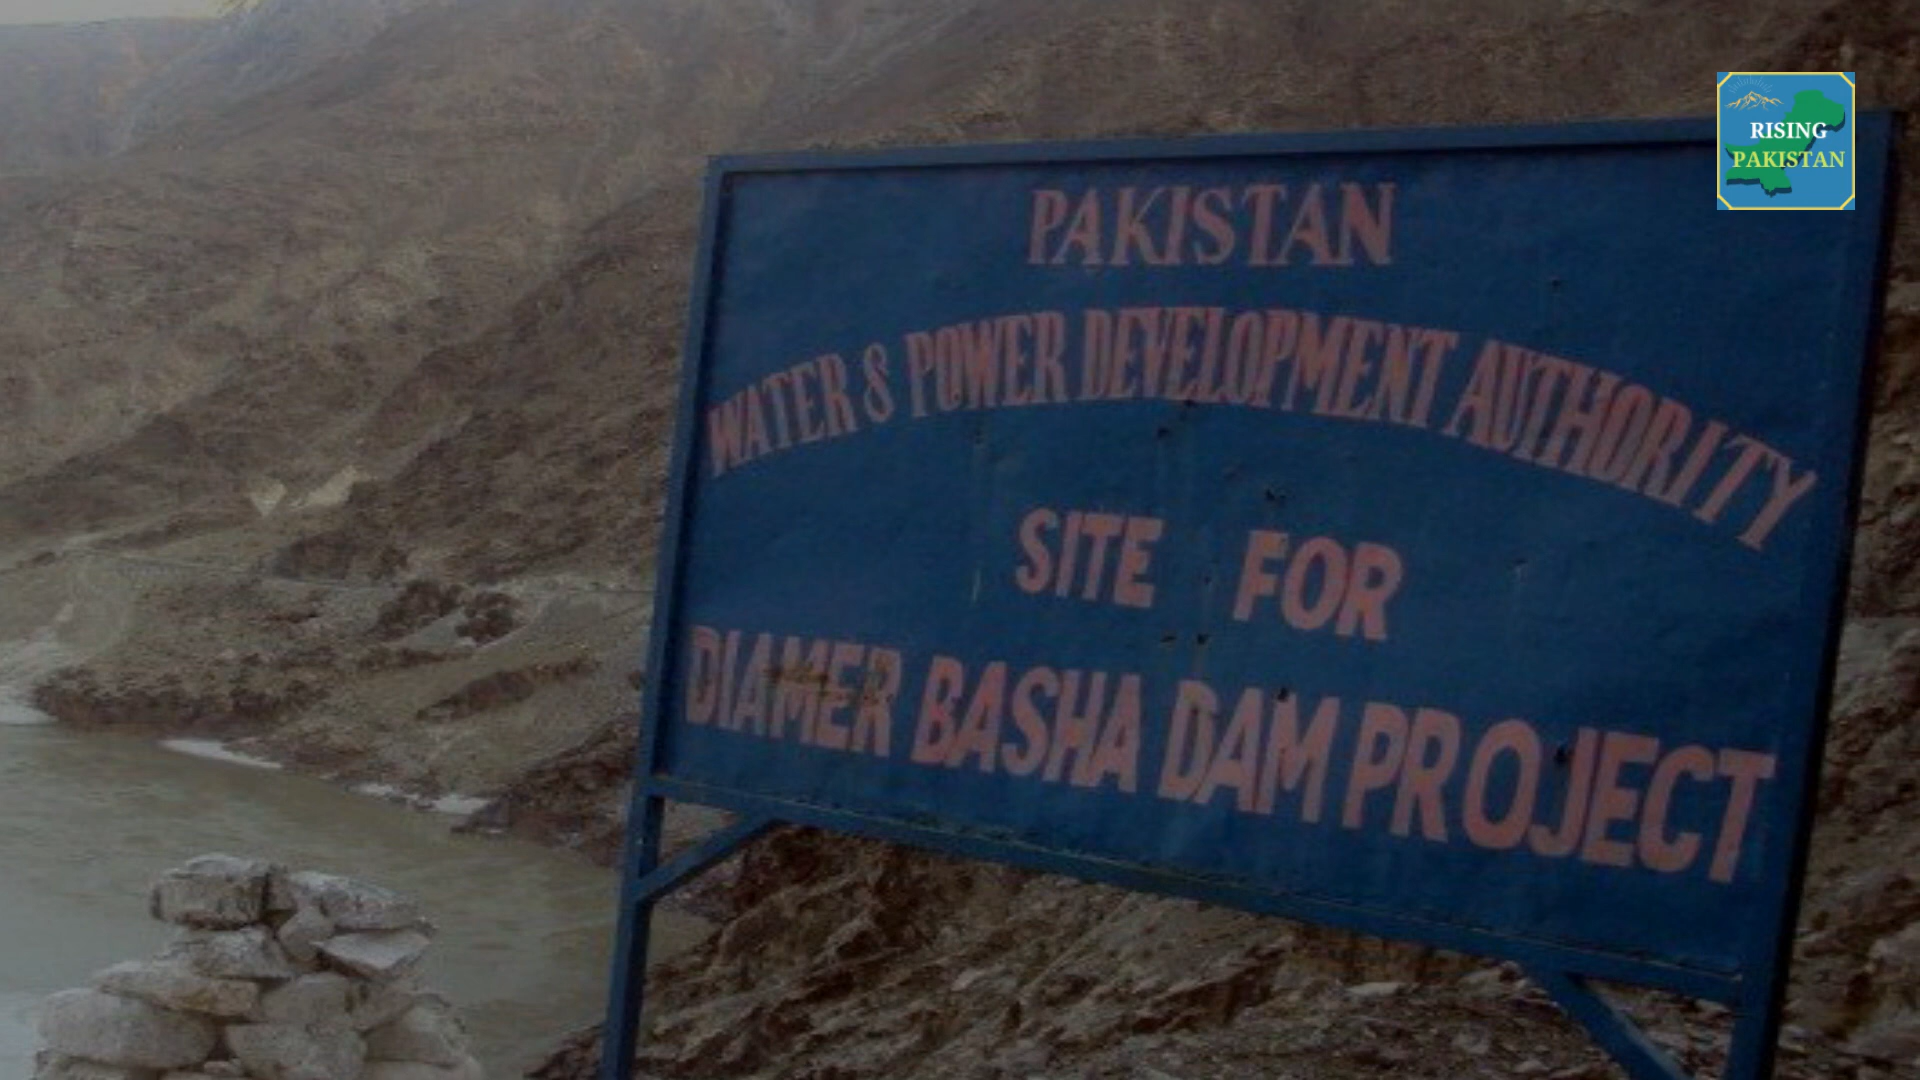 RISING
PAKISTAN
PAKISTAN
WATER & POWER DEVELOPMENT AUTHORITY
SITE FOR
DIAMER BASHA DAM PROJECT